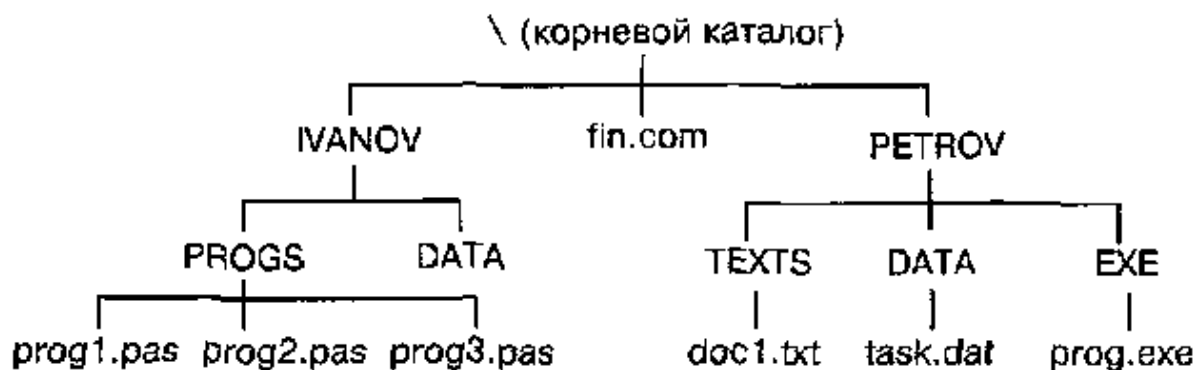 \ (корневой каталог)
IVANOV fin.com PETROV
PROGS DATA TEXTS DATA EXE
prog1.pas prog2.pas prog3.pas doc1.txt task.dat prog.exe